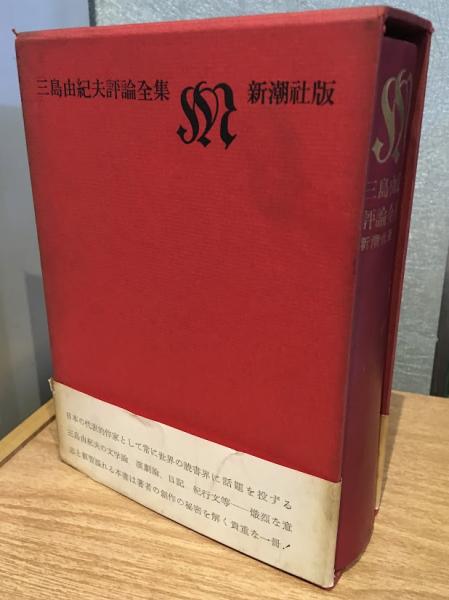 三島由紀夫評論全集
新潮社版
日本の代表的作家として常に世界の読書界に話題を投ずる
三島由紀夫の文学論 演劇論、日記 紀行文等——熾烈な意
志と叡智溢れる本書は著者の創作の秘密を解く貴重な一冊!
M
三島由
評論全
新潮社版